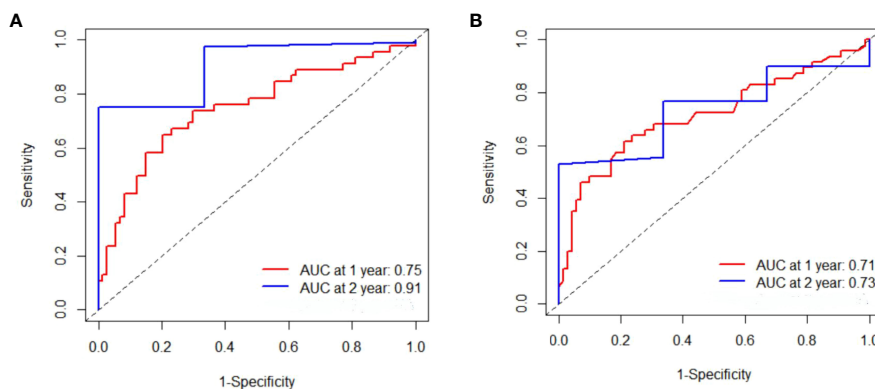 A
Sensitivity
1.0
0.8
0.6
0.4
0.2
0.0
AUC at 1 year: 0.75
AUC at 2 year: 0.91
0.0 0.2 0.4 0.6 0.8 1.0
1-Specificity
B
Sensitivity
1.0
0.8
0.6
0.4
0.2
0.0
AUC at 1 year: 0.71
AUC at 2 year: 0.73
0.0 0.2 0.4 0.6 0.8 1.0
1-Specificity